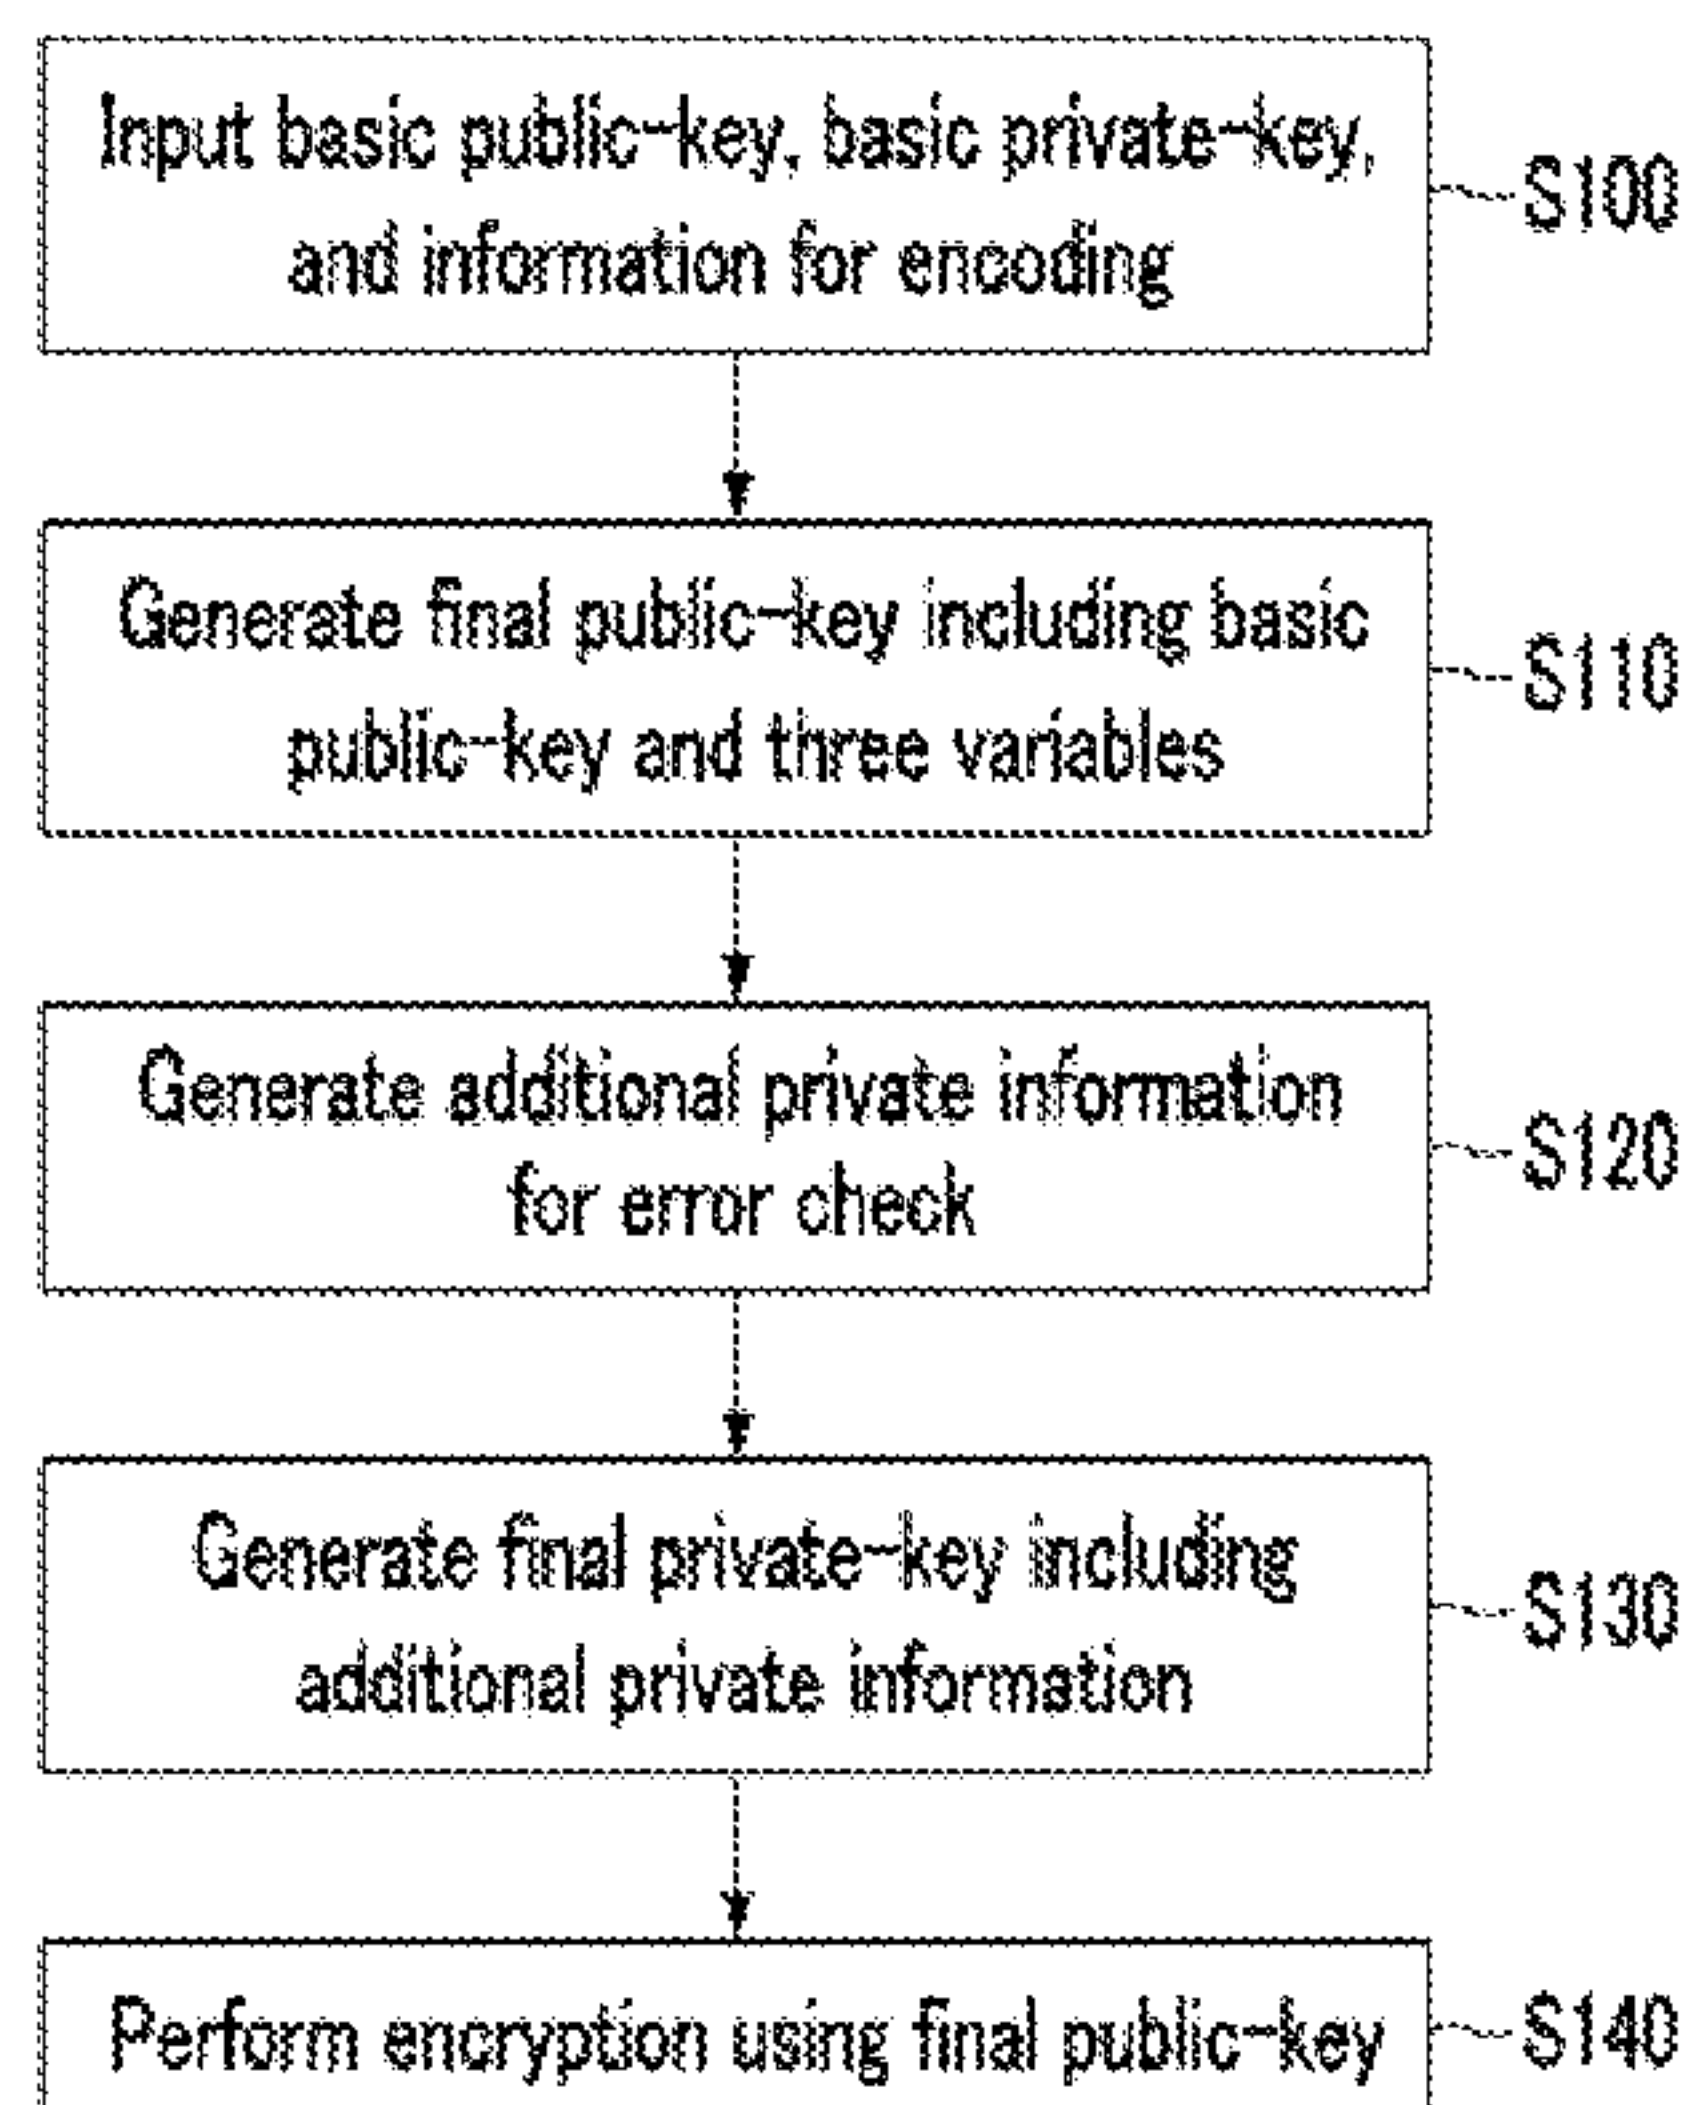 Input basic public-key, basic private-key,
and information for encoding
S100
Generate final public-key including basic
public-key and three variables
S110
Generate additional private information
for error check
S120
Generate final private-key including
additional private information
S130
Perform encryption using final public-key
S140